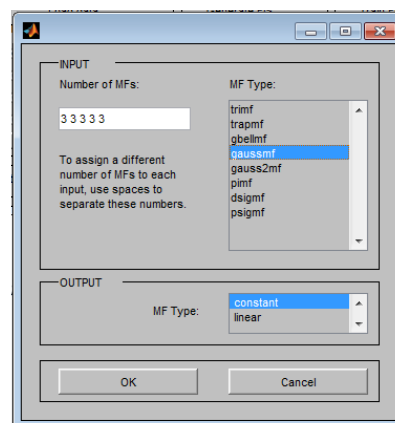 INPUT
Number of MFs:
3 3 3 3 3
To assign a different
number of MFs to each
input, use spaces to
separate these numbers.
MF Type:
trimf
trapmf
gbellmf
gaussmf
gauss2mf
pimf
dsigmf
psigmf
OUTPUT
MF Type:
constant
linear
OK
Cancel